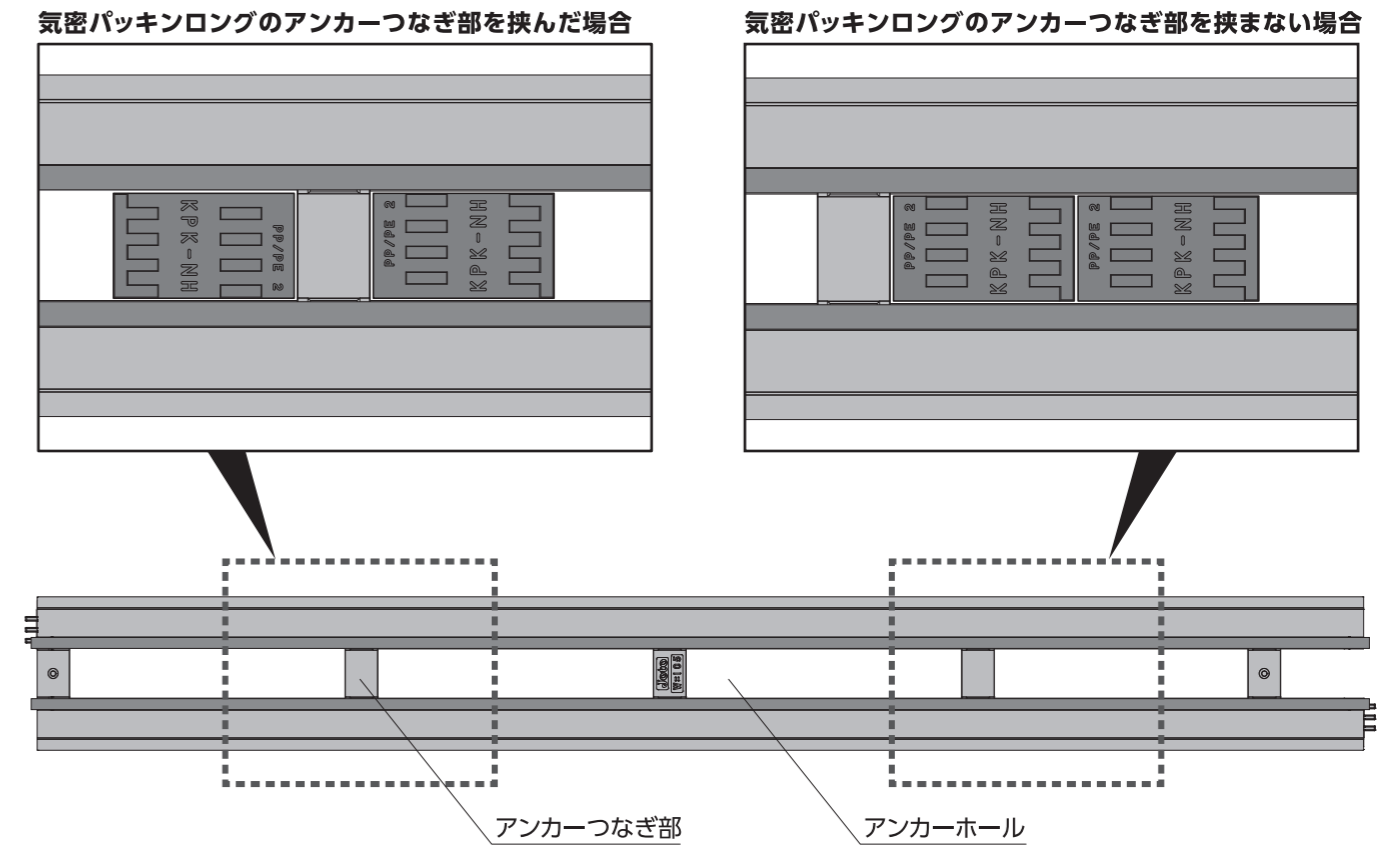 気密パッキンロングのアンカーつなぎ部を挟んだ場合
気密パッキンロングのアンカーつなぎ部を挟まない場合
KPK-NH
PP/PE 2
PP/PE 2
KPK-NH
PP/PE 2
KPK-NH
PP/PE 2
KPK-NH
Joto
W=105
アンカーつなぎ部
アンカーホール